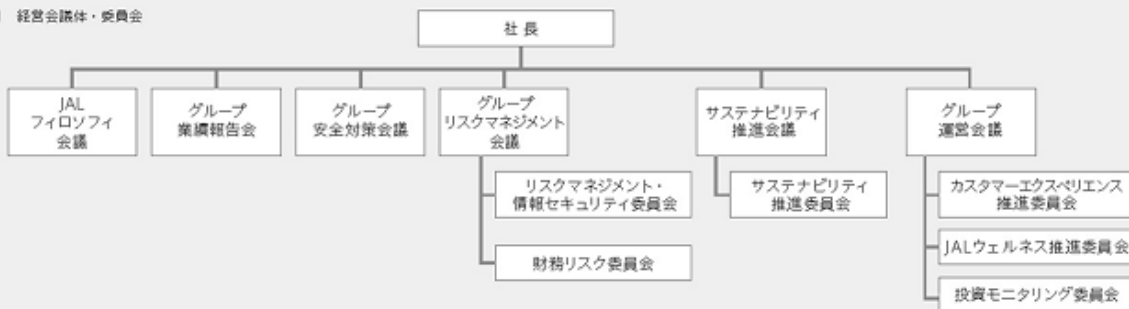 経営会議体・委員会
社 長
JAL
フィロソフィ
会議
グループ
業績報告会
グループ
安全対策会議
グループ
リスクマネジメント
会議
サステナビリティ
推進会議
グループ
運営会議
リスクマネジメント・
情報セキュリティ委員会
財務リスク委員会
サステナビリティ
推進委員会
カスタマーエクスペリエンス
推進委員会
JALウェルネス推進委員会
投資モニタリング委員会